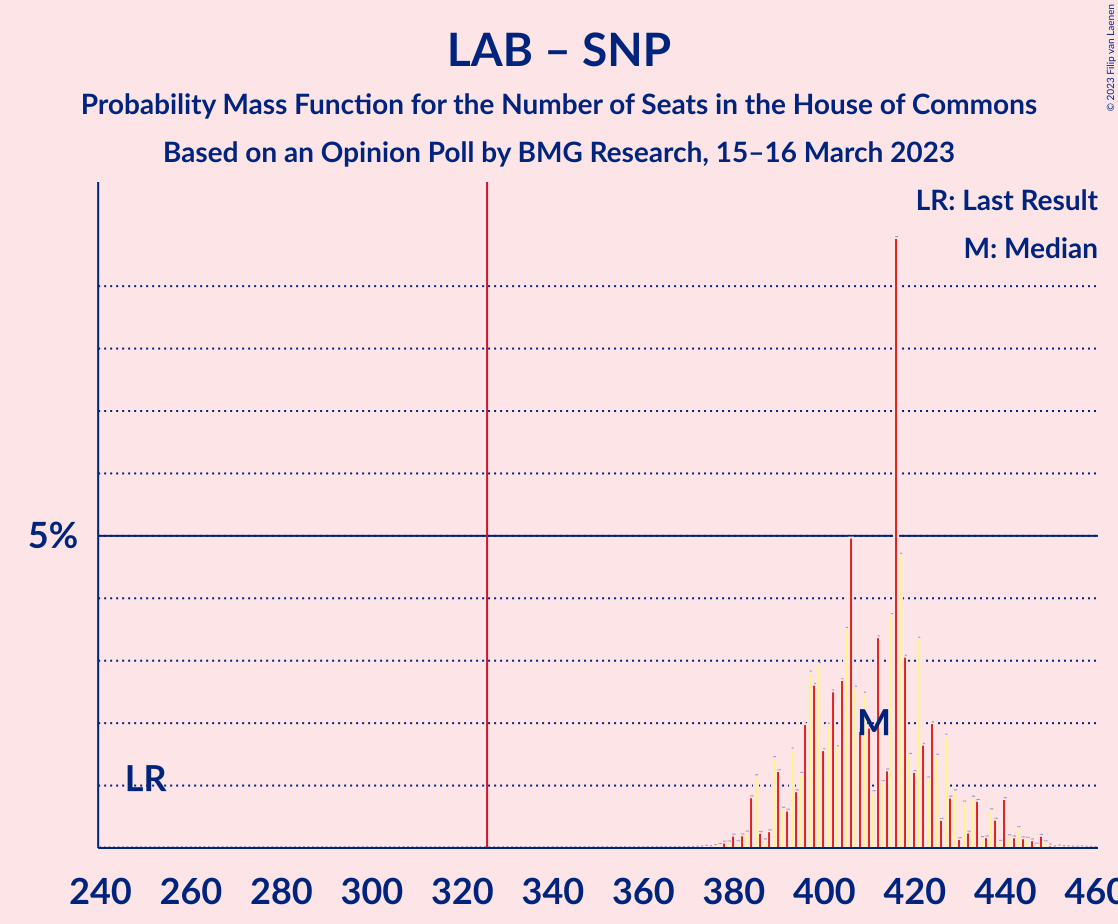 LAB – SNP
Probability Mass Function for the Number of Seats in the House of Commons
Based on an Opinion Poll by BMG Research, 15–16 March 2023
© 2023 Filip van Laenen
LR: Last Result
M: Median
5%
M
LR
240 260 280 300 320 340 360 380 400 420 440 460